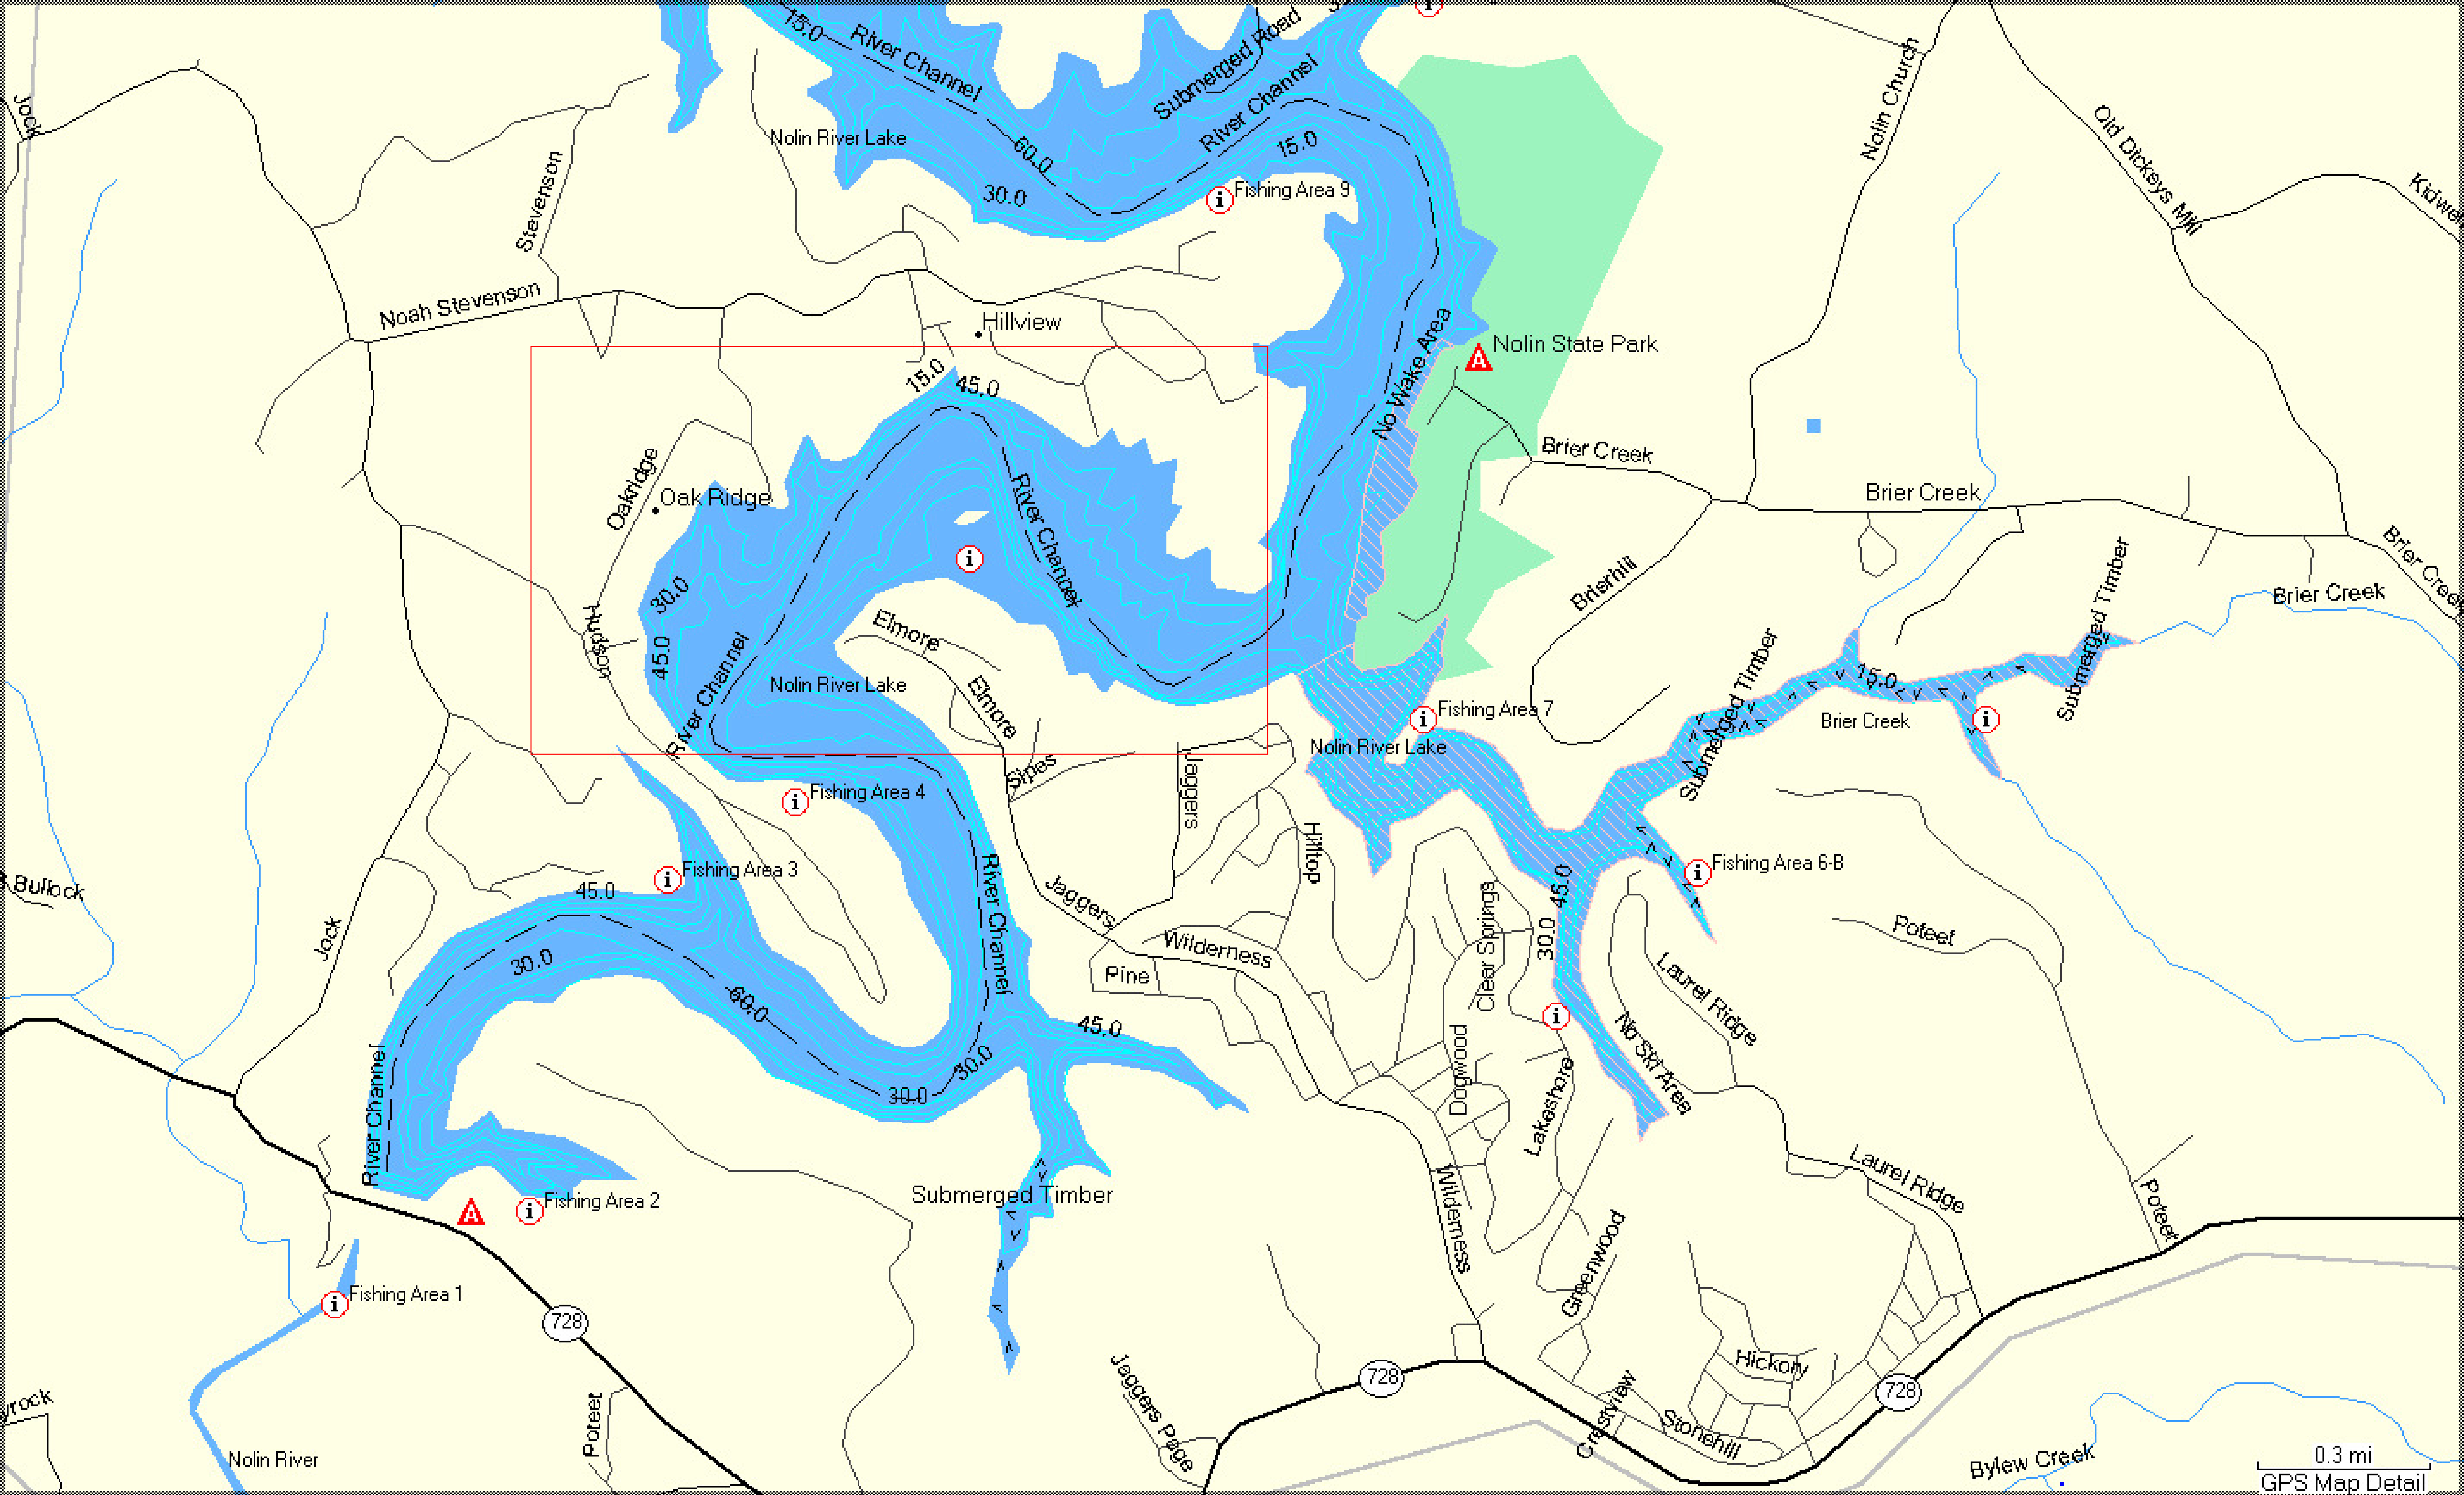 15.0
River Channel
Submerged Road
River Channel
Nolin Church
Old Dickeys Mill
Jock
Nolin River Lake
60.0
15.0
30.0
Fishing Area 9
Stevenson
Noah Stevenson
Hillview
No Wake Area
Nolin State Park
15.0
45.0
Brier Creek
Brier Creek
Oakridge
Oak Ridge
River Channel
Brierhill
Submerged Timber
Brier Creek
Brier Creek
30.0
Hudson
45.0
River Channel
Elmore
Elmore
Nolin River Lake
Submerged Timber
15.0
Brier Creek
Fishing Area 7
Nolin River Lake
Sipes
Jaggers
Fishing Area 4
Hilltop
Fishing Area 3
Fishing Area 6-B
Bullock
45.0
River Channel
Jaggers
45.0
Clear Springs
Poteet
Jock
30.0
Wilderness
Pine
30.0
Laurel Ridge
60.0
45.0
No Ski Area
River Channel
30.0
30.0
Dogwood
Lakeshore
Laurel Ridge
Submerged Timber
Fishing Area 2
Wilderness
Poteet
Greenwood
Fishing Area 1
728
728
728
Jaggers Page
Hickory
Crestview
Stonehill
Poteet
Nolin River
Bylew Creek
0.3 mi
GPS Map Detail